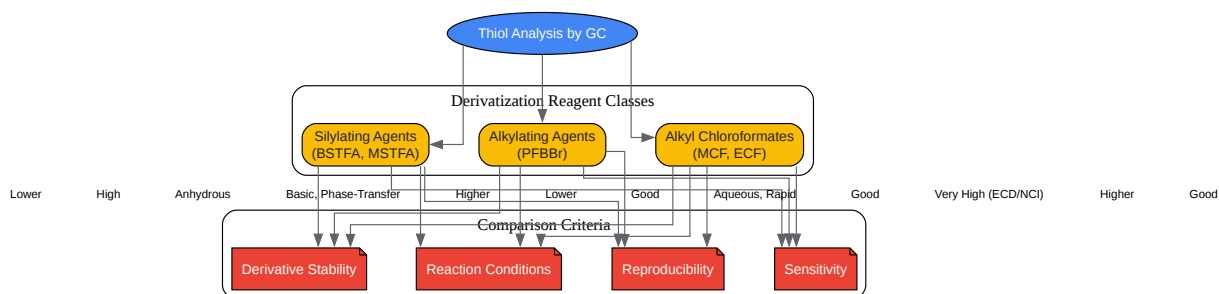 Thiol Analysis by GC
Derivatization Reagent Classes
Silylating Agents
(BSTFA, MSTFA)
Alkylating Agents
(PFBBr)
Alkyl Chloroformates
(MCF, ECF)
Lower
High
Anhydrous
Basic, Phase-Transfer
Higher
Lower
Good
Aqueous, Rapid
Good
Very High (ECD/NCI)
Higher
Good
Comparison Criteria
Derivative Stability
Reaction Conditions
Reproducibility
Sensitivity